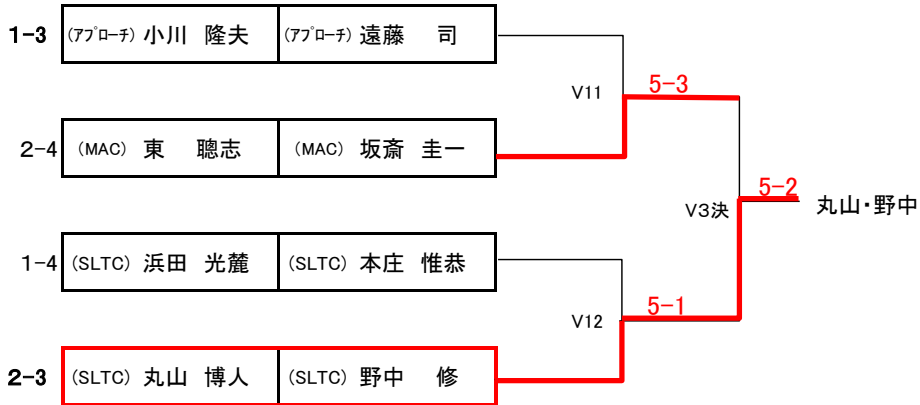 1-3 (アプローチ) 小川 隆夫 (アプローチ) 遠藤 司
V11 5-3
2-4 (MAC) 東 聰志 (MAC) 坂斎 圭一
V3決 5-2 丸山・野中
1-4 (SLTC) 浜田 光麓 (SLTC) 本庄 惟恭
V12 5-1
2-3 (SLTC) 丸山 博人 (SLTC) 野中 修